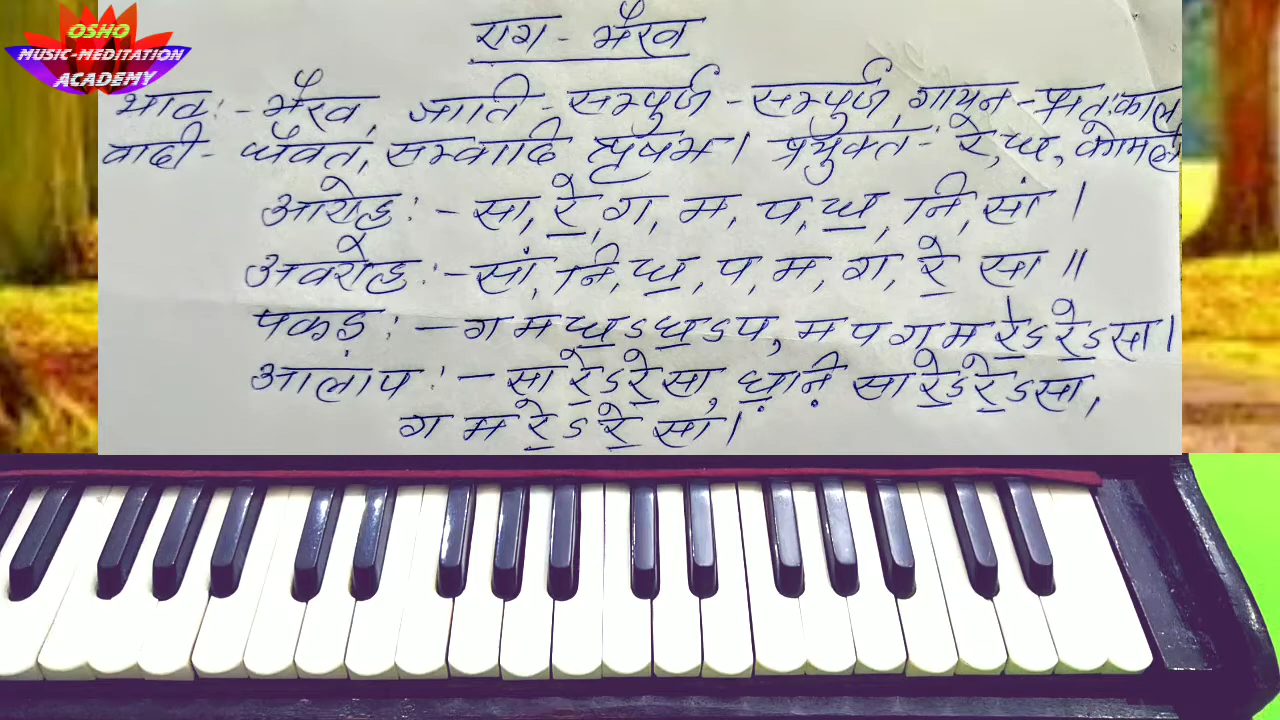 OSHO
MUSIC-MEDITATION
ACADEMY
राग - भैरव
भाव:- भैरव, जाति - सम्पुर्ण - सम्पुर्ण, गायन - प्रात:काल
वादी - धैवत, सम्वादि ऋषभ। प्रयुक्त - रे, ध, कोमल
आरोह:- सा, रे॒, ग, म, प, ध॒, नि, सां।
अवरोह:- सां, नि, ध॒, प, म, ग, रे॒ सा॥
पकड़:- ग म ध॒ ऽ ध॒ ऽ प, म प ग म रे॒ ऽ रे॒ ऽ सा।
आलाप:- सा रे॒ ऽ रे॒ सा, ध़॒ा ऩि सा रे॒ ऽ रे॒ ऽ सा,
ग म रे॒ ऽ रे॒ सा।